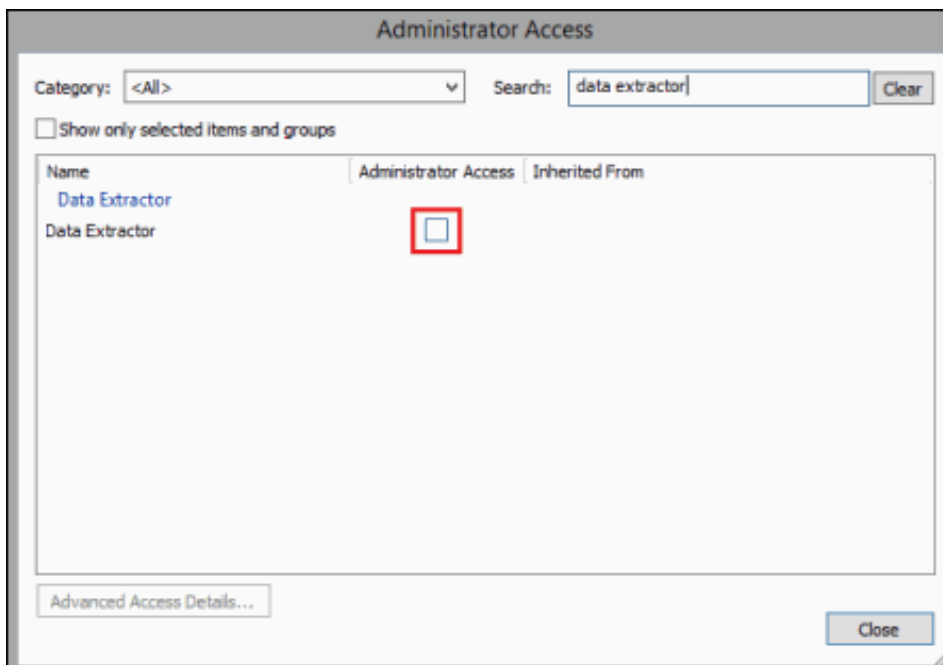 Administrator Access
Category: <All> Search: data extractor Clear
Show only selected items and groups
Name Administrator Access Inherited From
Data Extractor
Data Extractor
Advanced Access Details...
Close